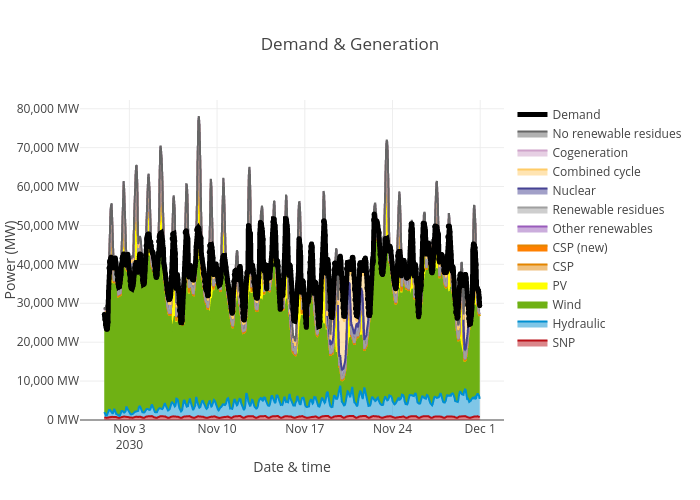 Demand & Generation
80,000 MW
70,000 MW
60,000 MW
50,000 MW
40,000 MW
30,000 MW
20,000 MW
10,000 MW
0 MW
Power (MW)
Nov 3
2030
Nov 10
Nov 17
Nov 24
Dec 1
Date & time
Demand
No renewable residues
Cogeneration
Combined cycle
Nuclear
Renewable residues
Other renewables
CSP (new)
CSP
PV
Wind
Hydraulic
SNP